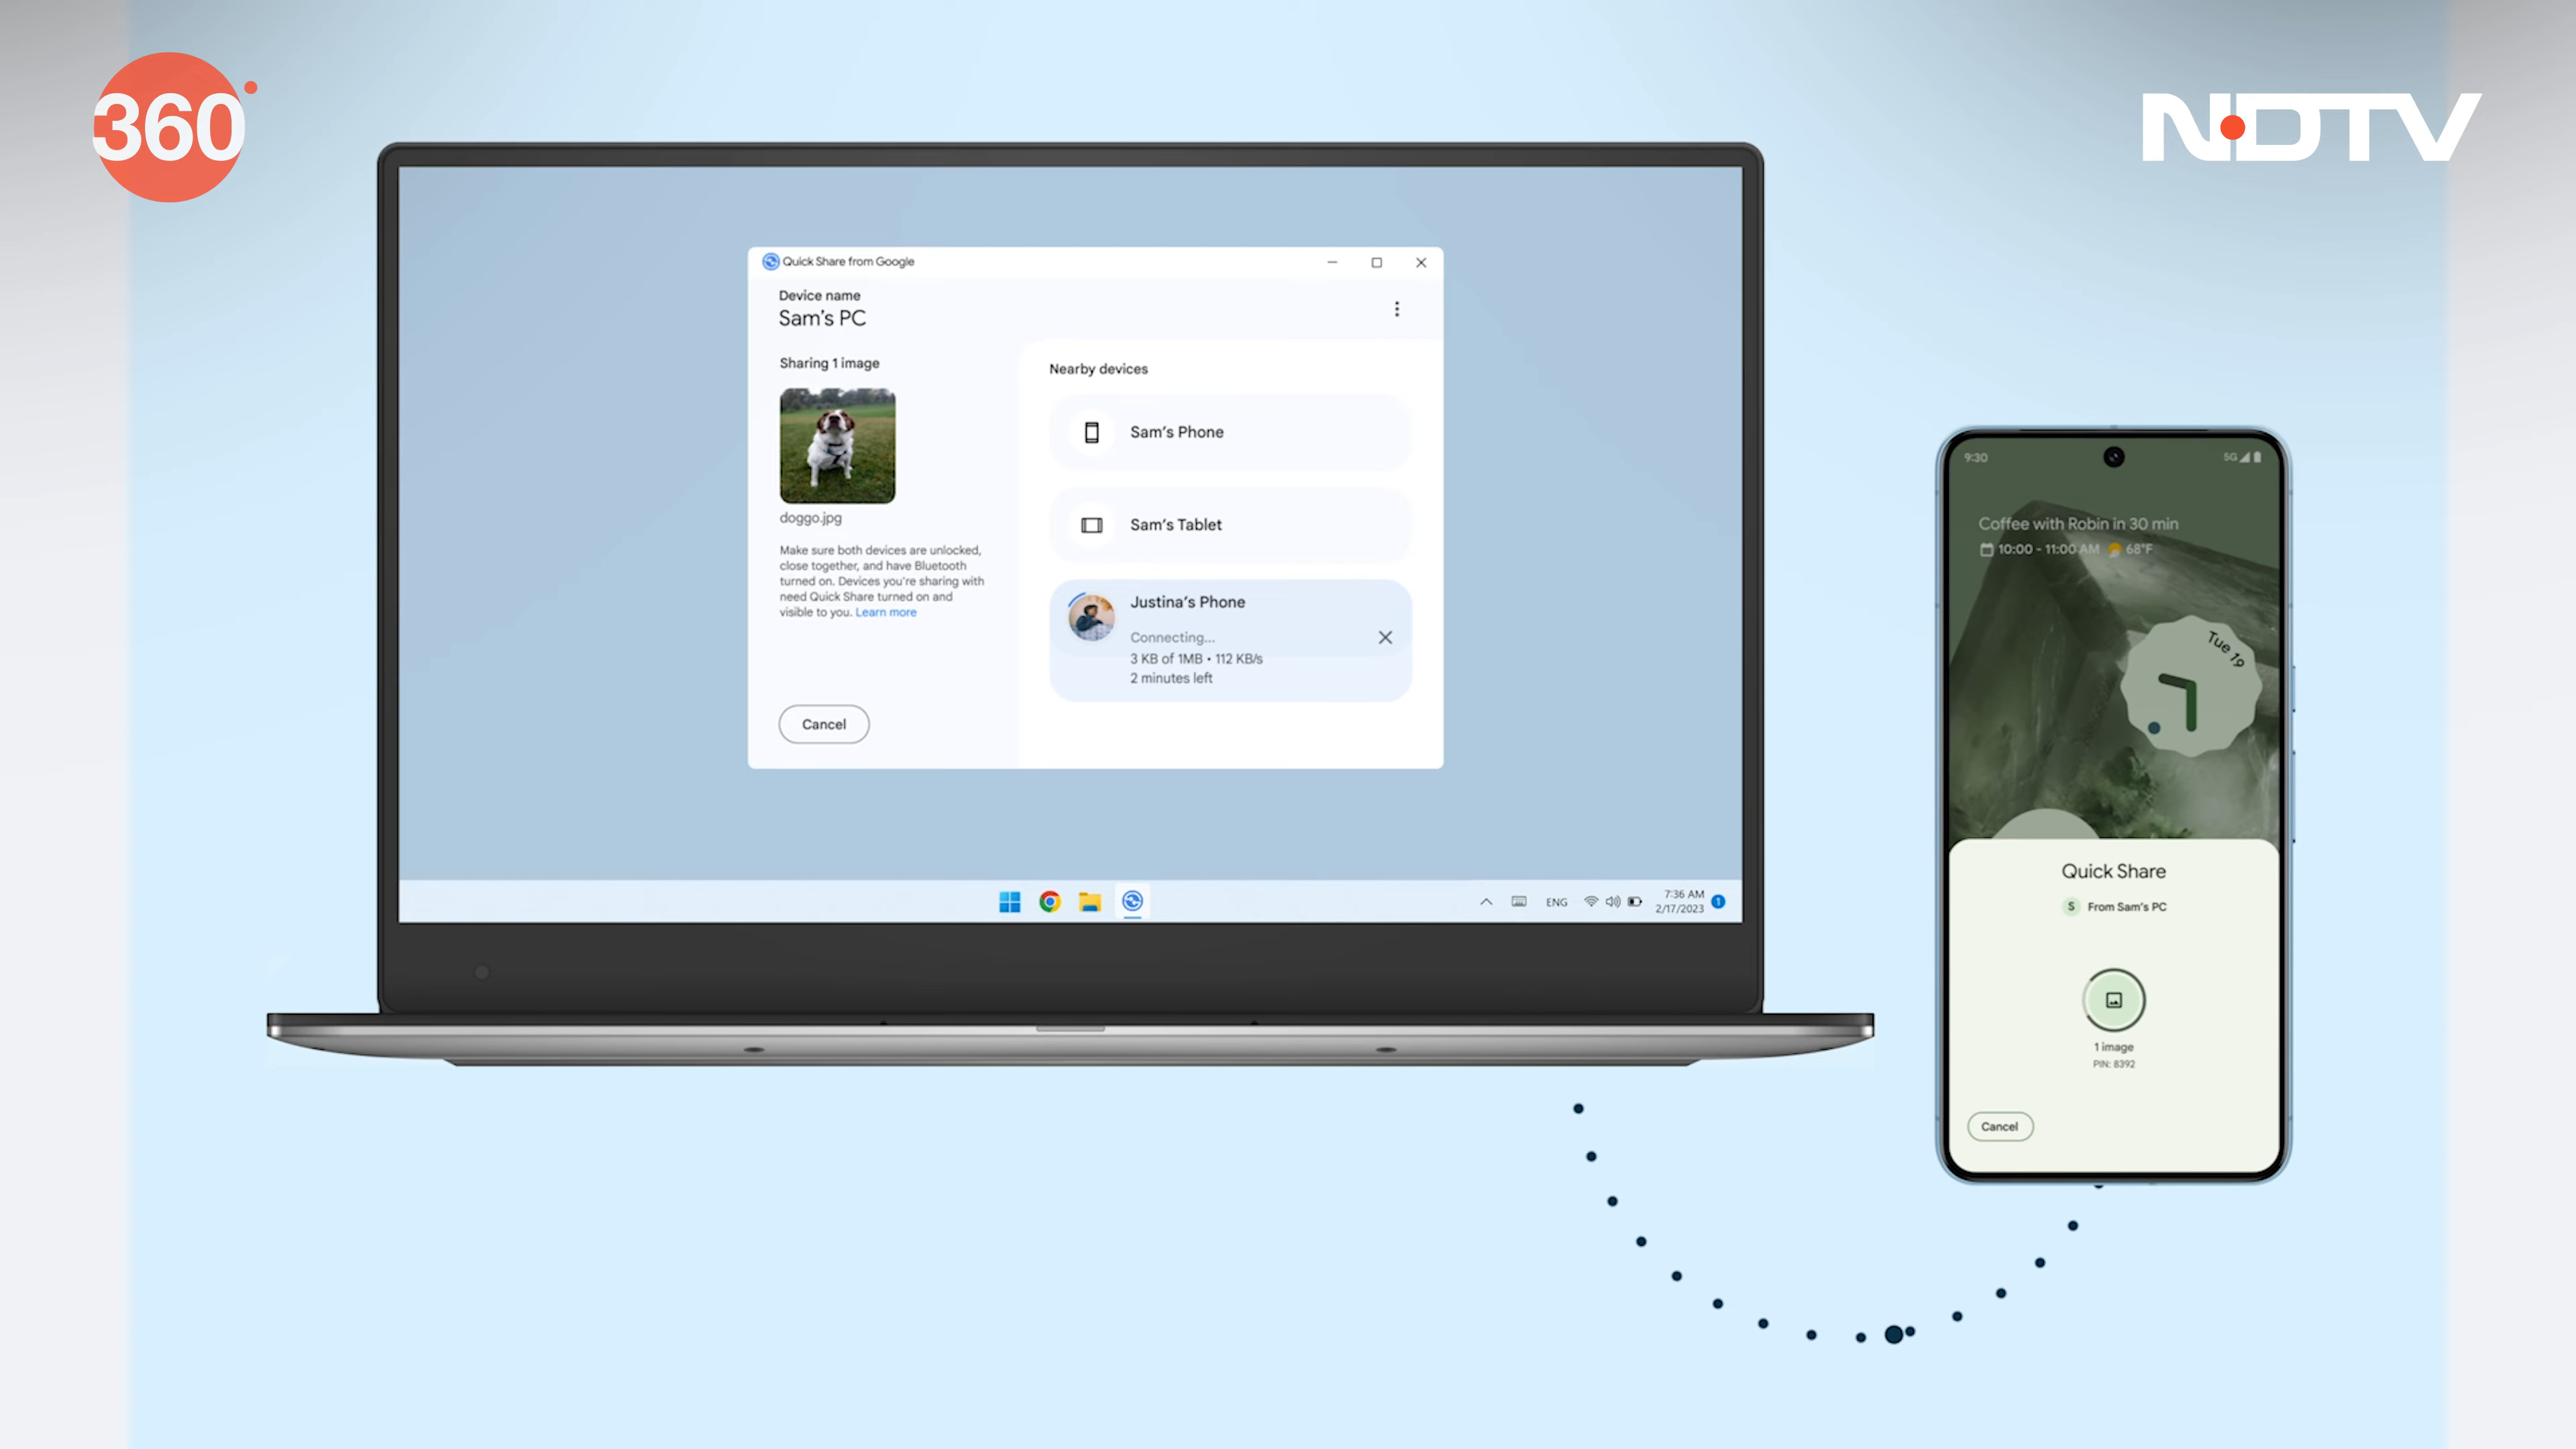 360°
NDTV
Quick Share from Google
Device name
Sam's PC
Sharing 1 image
doggo.jpg
Make sure both devices are unlocked,
close together, and have Bluetooth
turned on. Devices you're sharing with
need Quick Share turned on and
visible to you. Learn more
Cancel
Nearby devices
Sam's Phone
Sam's Tablet
Justina's Phone
Connecting...
3 KB of 1MB • 112 KB/s
2 minutes left
ENG
7:36 AM
2/17/2023
1
9:30
5G
Coffee with Robin in 30 min
10:00 - 11:00 AM 68°F
Tue 19
Quick Share
S From Sam's PC
1 image
PIN: 8392
Cancel